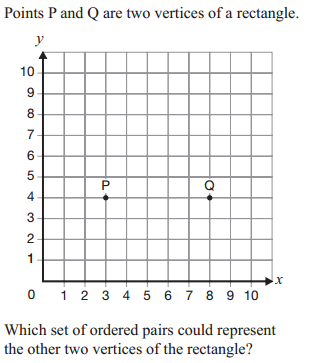 Points P and Q are two vertices of a rectangle.
y
10
9
8
7
6
5
P Q
4
3
2
1
x
0 1 2 3 4 5 6 7 8 9 10
Which set of ordered pairs could represent
the other two vertices of the rectangle?